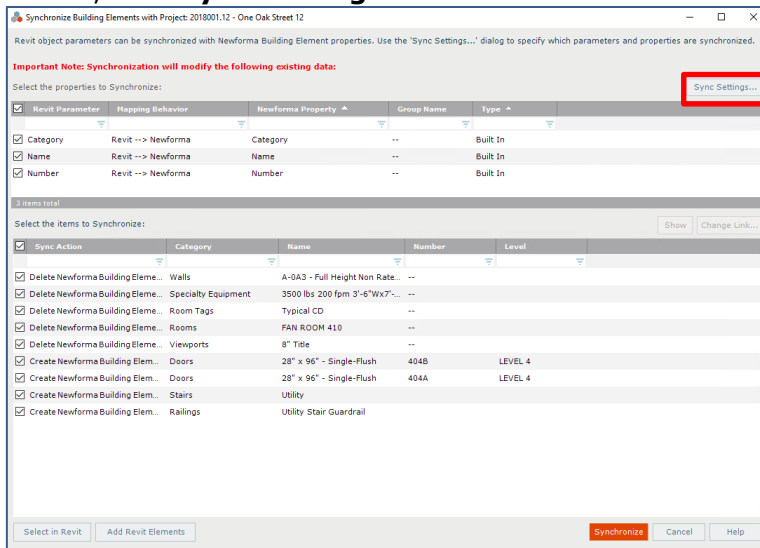 Synchronize Building Elements with Project: 2018001.12 - One Oak Street 12
Revit object parameters can be synchronized with Newforma Building Element properties. Use the 'Sync Settings...' dialog to specify which parameters and properties are synchronized.
Important Note: Synchronization will modify the following existing data:
Select the properties to Synchronize: Sync Settings...
Revit Parameter Mapping Behavior Newforma Property Group Name Type
Category Revit --> Newforma Category -- Built In
Name Revit --> Newforma Name -- Built In
Number Revit --> Newforma Number -- Built In
3 items total
Select the items to Synchronize: Show Change Link...
Sync Action Category Name Number Level
Delete Newforma Building Eleme... Walls A-0A3 - Full Height Non Rate... --
Delete Newforma Building Eleme... Specialty Equipment 3500 lbs 200 fpm 3'-6"Wx7'-... --
Delete Newforma Building Eleme... Room Tags Typical CD --
Delete Newforma Building Eleme... Rooms FAN ROOM 410 --
Delete Newforma Building Eleme... Viewports 8" Title --
Create Newforma Building Elem... Doors 28" x 96" - Single-Flush 404B LEVEL 4
Create Newforma Building Elem... Doors 28" x 96" - Single-Flush 404A LEVEL 4
Create Newforma Building Elem... Stairs Utility
Create Newforma Building Elem... Railings Utility Stair Guardrail
Select in Revit Add Revit Elements Synchronize Cancel Help